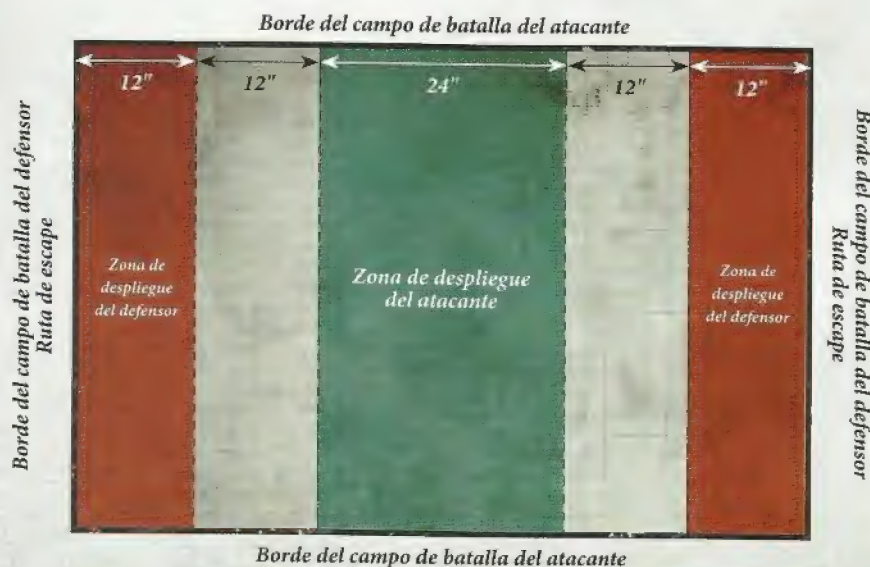 Borde del campo de batalla del atacante
12"
12"
24"
12"
12"
Borde del campo de batalla del defensor
Ruta de escape
Zona de
despliegue
del defensor
Zona de despliegue
del atacante
Zona de
despliegue
del defensor
Borde del campo de batalla del defensor
Ruta de escape
Borde del campo de batalla del atacante